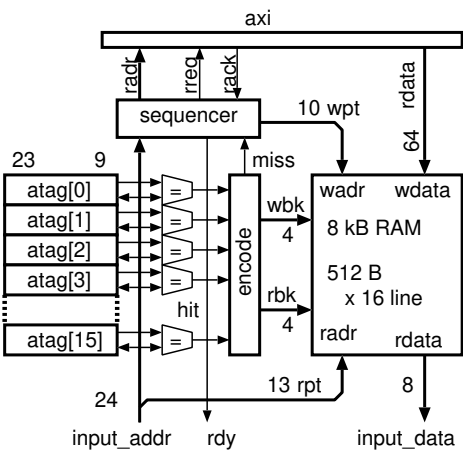 axi
radr
rreq
rack
rdata
64
sequencer
10 wpt
miss
23
9
atag[0]
atag[1]
atag[2]
atag[3]
atag[15]
=
=
=
=
=
hit
encode
wbk
4
rbk
4
wadr
wdata
8 kB RAM
512 B
x 16 line
radr
rdata
24
13 rpt
8
input_addr
rdy
input_data